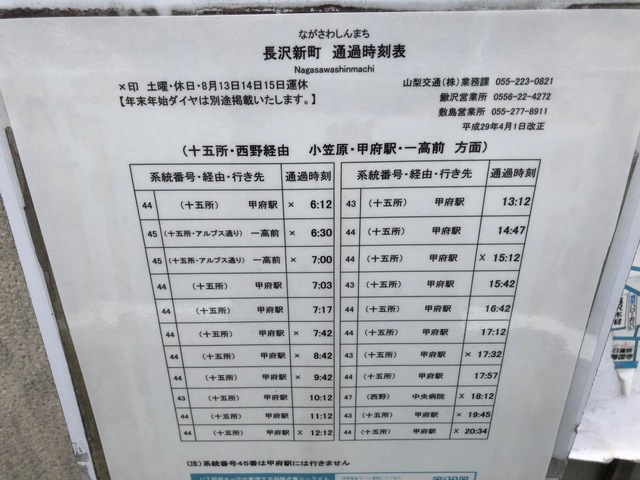 ながさわしんまち
長沢新町 通過時刻表
Nagasawashinmachi
×印 土曜・休日・8月13日14日15日運休
【年末年始ダイヤは別途掲載いたします。】
山梨交通(株)業務課 055-223-0821
鰍沢営業所 0556-22-4272
敷島営業所 055-277-8911
平成29年4月1日改正
(十五所・西野経由 小笠原・甲府駅・一高前 方面)
系統番号・経由・行き先 通過時刻
44 (十五所) 甲府駅 × 6:12
45 (十五所・アルプス通り) 一高前 × 6:30
45 (十五所・アルプス通り) 一高前 × 7:00
44 (十五所) 甲府駅 7:03
44 (十五所) 甲府駅 7:17
44 (十五所) 甲府駅 × 7:42
44 (十五所) 甲府駅 × 8:42
44 (十五所) 甲府駅 × 9:42
43 (十五所) 甲府駅 10:12
44 (十五所) 甲府駅 11:12
44 (十五所) 甲府駅 × 12:12
系統番号・経由・行き先 通過時刻
43 (十五所) 甲府駅 13:12
44 (十五所) 甲府駅 14:47
44 (十五所) 甲府駅 × 15:12
43 (十五所) 甲府駅 15:42
44 (十五所) 甲府駅 16:42
44 (十五所) 甲府駅 17:12
43 (十五所) 甲府駅 × 17:32
44 (十五所) 甲府駅 17:57
47 (西野) 中央病院 × 18:12
43 (十五所) 甲府駅 × 19:45
44 (十五所) 甲府駅 × 20:34
(注)系統番号45番は甲府駅には行きません